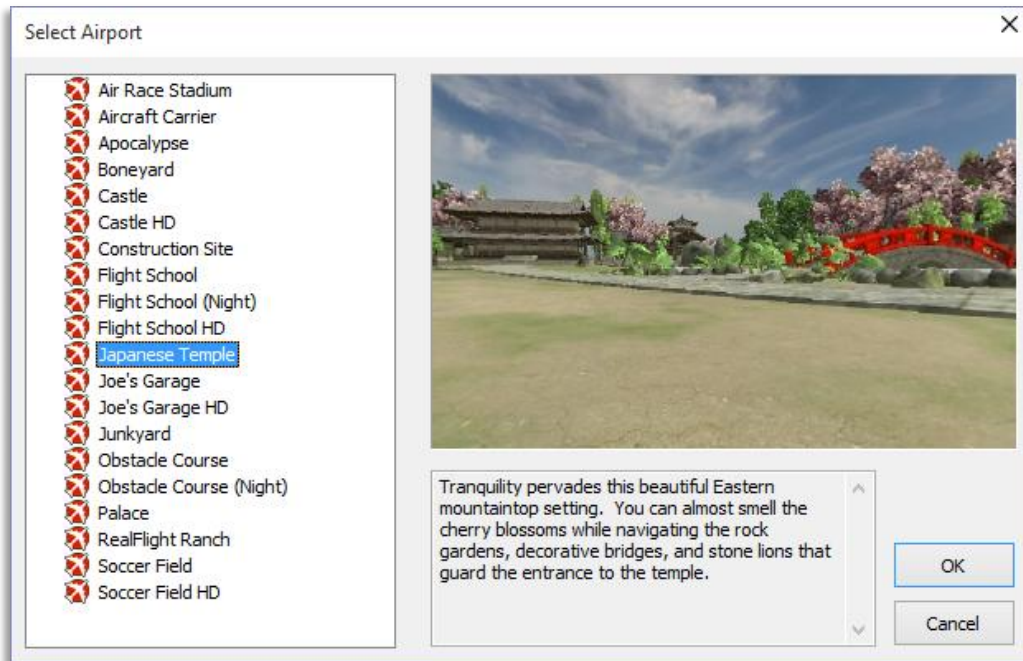 Select Airport
Air Race Stadium
Aircraft Carrier
Apocalypse
Boneyard
Castle
Castle HD
Construction Site
Flight School
Flight School (Night)
Flight School HD
Japanese Temple
Joe's Garage
Joe's Garage HD
Junkyard
Obstacle Course
Obstacle Course (Night)
Palace
RealFlight Ranch
Soccer Field
Soccer Field HD
Tranquility pervades this beautiful Eastern
mountaintop setting.  You can almost smell the
cherry blossoms while navigating the rock
gardens, decorative bridges, and stone lions that
guard the entrance to the temple.
OK
Cancel